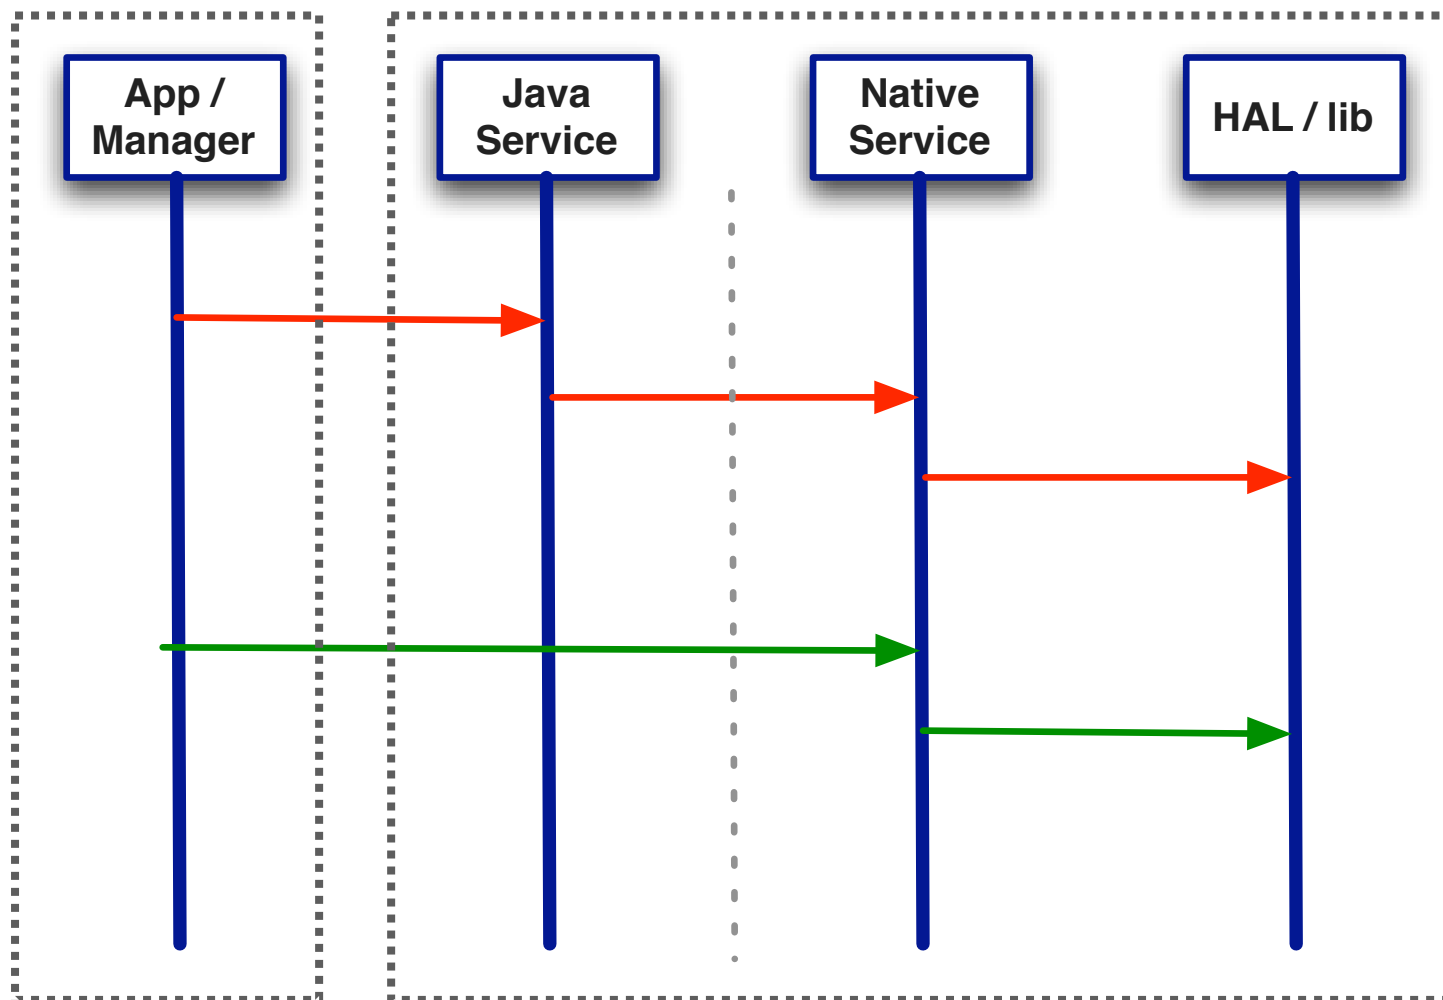 App /
Manager
Java
Service
Native
Service
HAL / lib